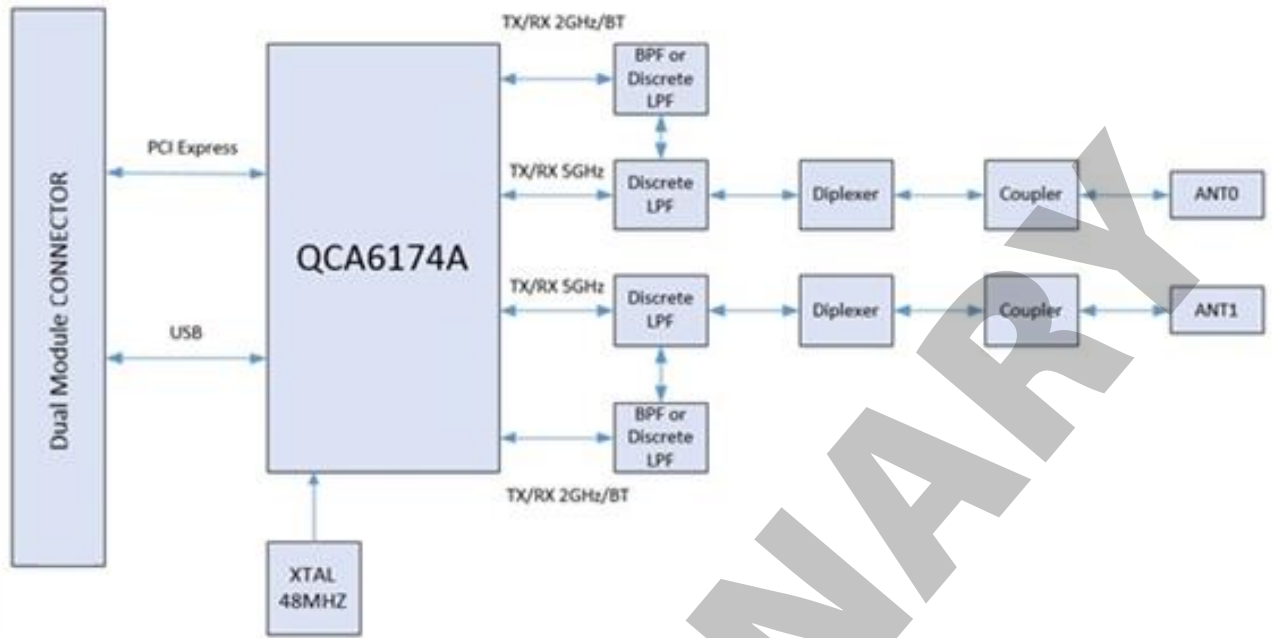 TX/RX 2GHz/BT
BPF or
Discrete
LPF
PCI Express
TX/RX 5GHz
Discrete
LPF
Diplexer
Coupler
ANT0
Dual Module CONNECTOR
QCA6174A
TX/RX 5GHz
Discrete
LPF
Diplexer
Coupler
ANT1
USB
BPF or
Discrete
LPF
TX/RX 2GHz/BT
XTAL
48MHZ
NARY